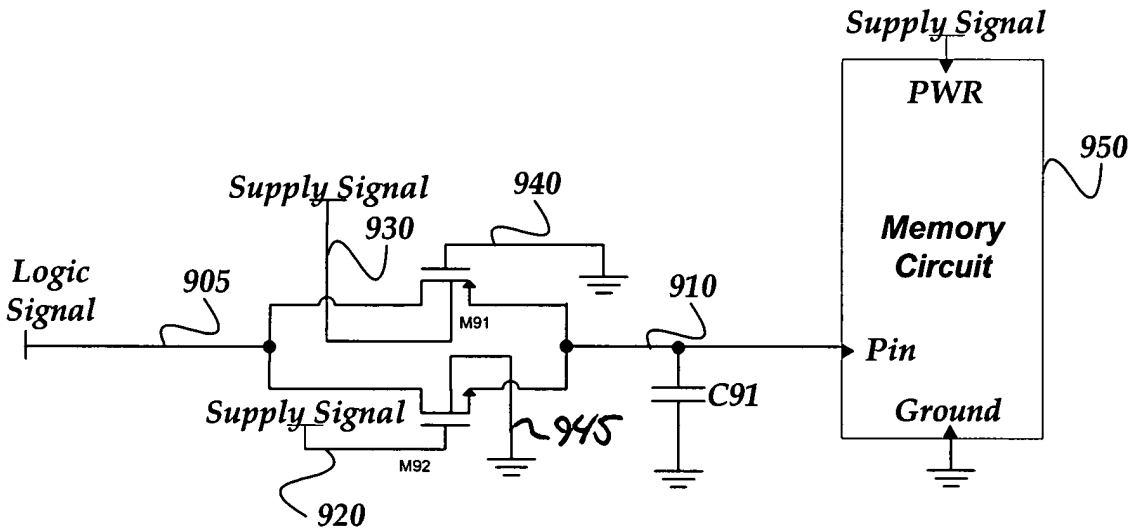 Supply Signal
PWR
950
Memory
Circuit
Supply Signal
940
930
Logic
Signal
905
910
M91
Pin
C91
Supply Signal
Ground
945
M92
920